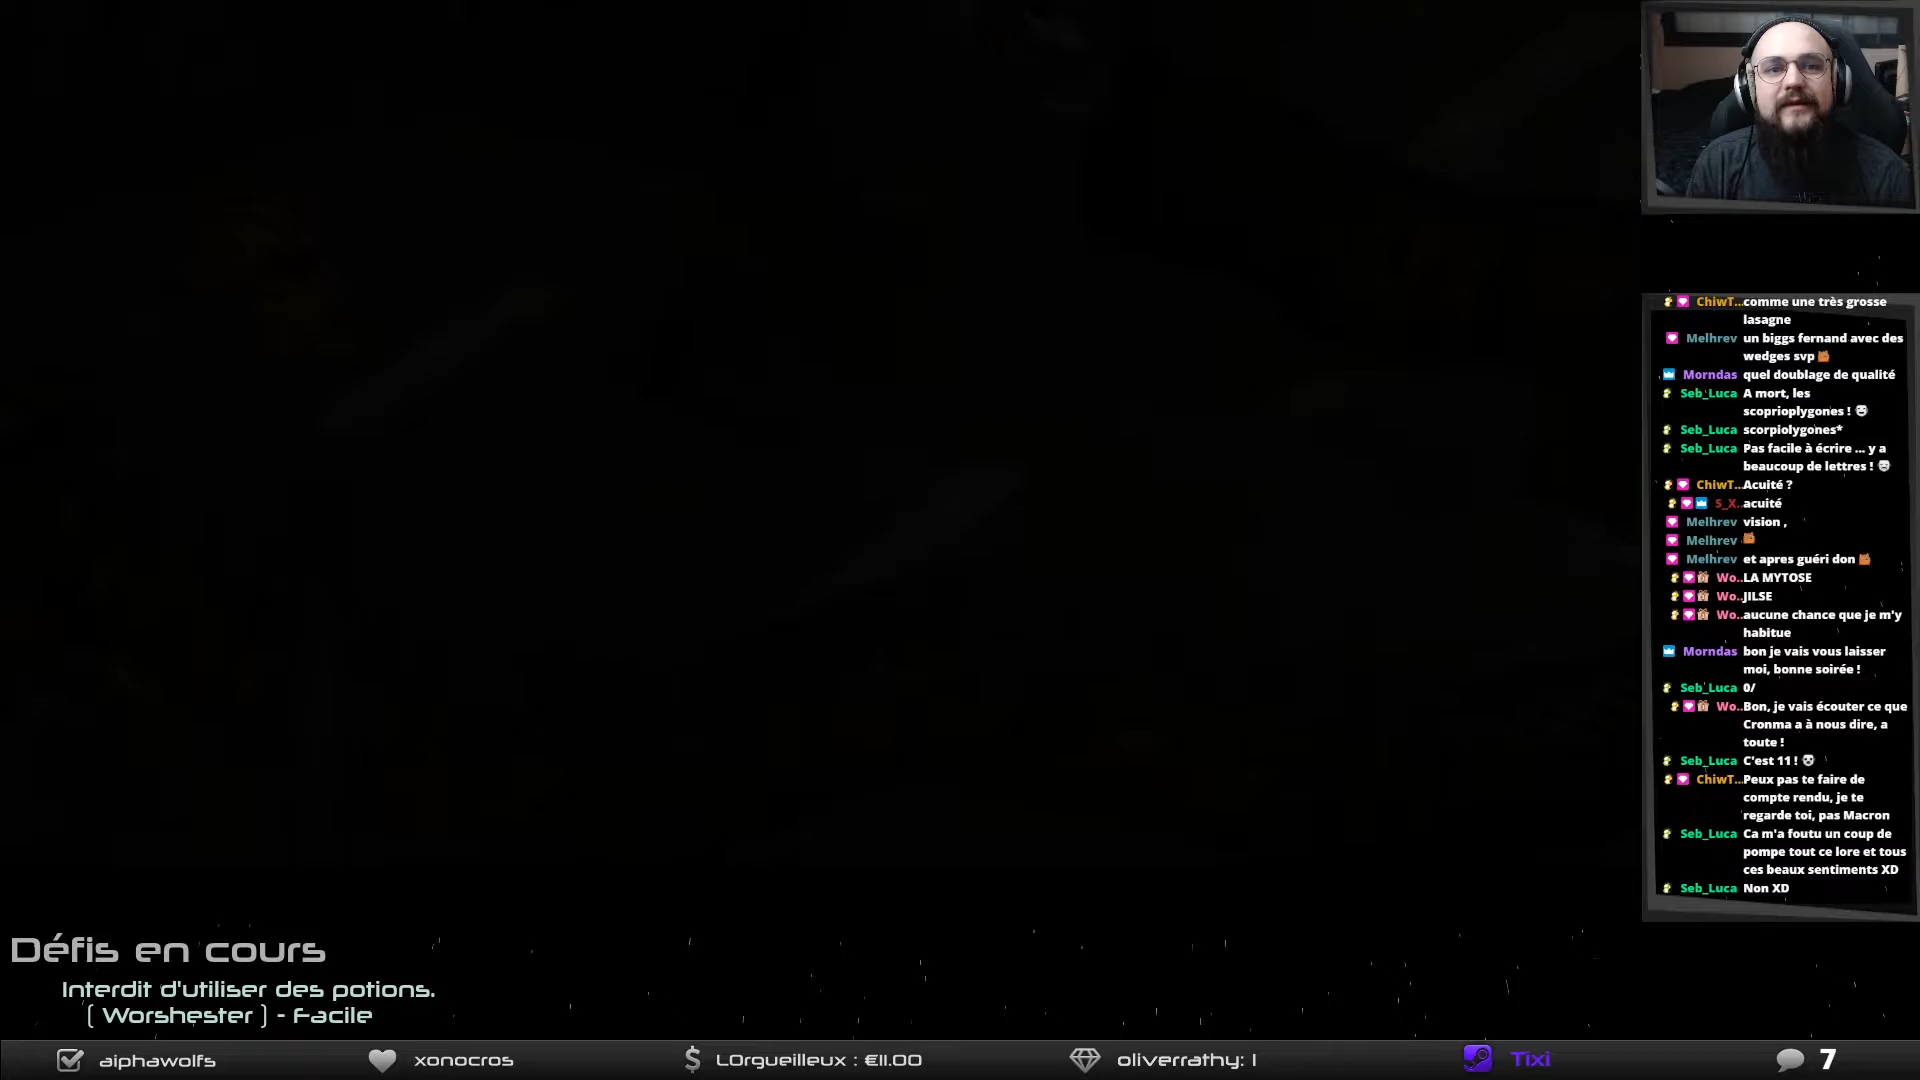 ChiwT... comme une très grosse
lasagne
Melhrev un biggs fernand avec des
wedges svp
Morndas quel doublage de qualité
Seb_Luca A mort, les
scoprioplygones !
Seb_Luca scorpiolygones*
Seb_Luca Pas facile à écrire ... y a
beaucoup de lettres !
ChiwT... Acuité ?
S_X.. acuité
Melhrev vision ,
Melhrev
Melhrev et apres guéri don
Wo.. LA MYTOSE
Wo.. JILSE
Wo.. aucune chance que je m'y
habitue
Morndas bon je vais vous laisser
moi, bonne soirée !
Seb_Luca 0/
Wo.. Bon, je vais écouter ce que
Cronma a à nous dire, a
toute !
Seb_Luca C'est 11 !
ChiwT... Peux pas te faire de
compte rendu, je te
regarde toi, pas Macron
Seb_Luca Ca m'a foutu un coup de
pompe tout ce lore et tous
ces beaux sentiments XD
Seb_Luca Non XD
Défis en cours
Interdit d'utiliser des potions.
( Worshester ) - Facile
aiphawolfs xonocros $ L0rgueilleux : €11.00 oliverrathy: 1 Tixi 7